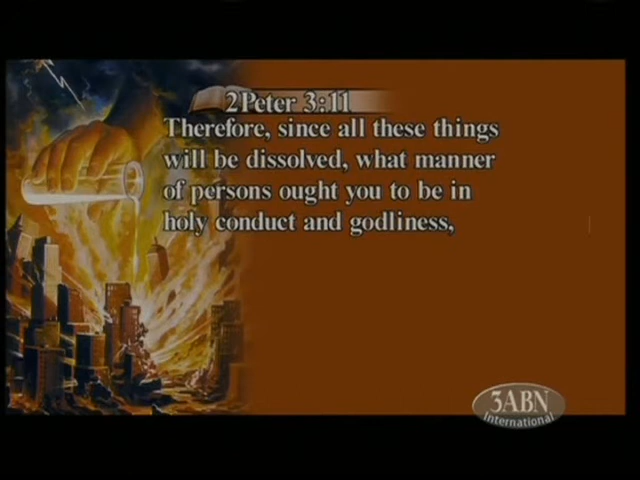 2Peter 3:11
Therefore, since all these things
will be dissolved, what manner
of persons ought you to be in
holy conduct and godliness,
3ABN
International